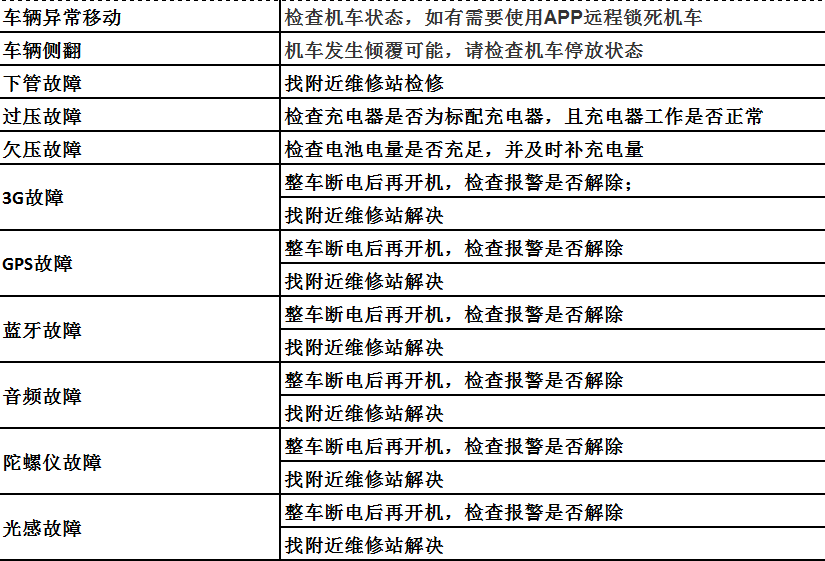 车辆异常移动
检查机车状态，如有需要使用APP远程锁死机车
车辆侧翻
机车发生倾覆可能，请检查机车停放状态
下管故障
找附近维修站检修
过压故障
检查充电器是否为标配充电器，且充电器工作是否正常
欠压故障
检查电池电量是否充足，并及时补充电量
3G故障
整车断电后再开机，检查报警是否解除；
找附近维修站解决
GPS故障
整车断电后再开机，检查报警是否解除
找附近维修站解决
蓝牙故障
整车断电后再开机，检查报警是否解除
找附近维修站解决
音频故障
整车断电后再开机，检查报警是否解除
找附近维修站解决
陀螺仪故障
整车断电后再开机，检查报警是否解除
找附近维修站解决
光感故障
整车断电后再开机，检查报警是否解除
找附近维修站解决